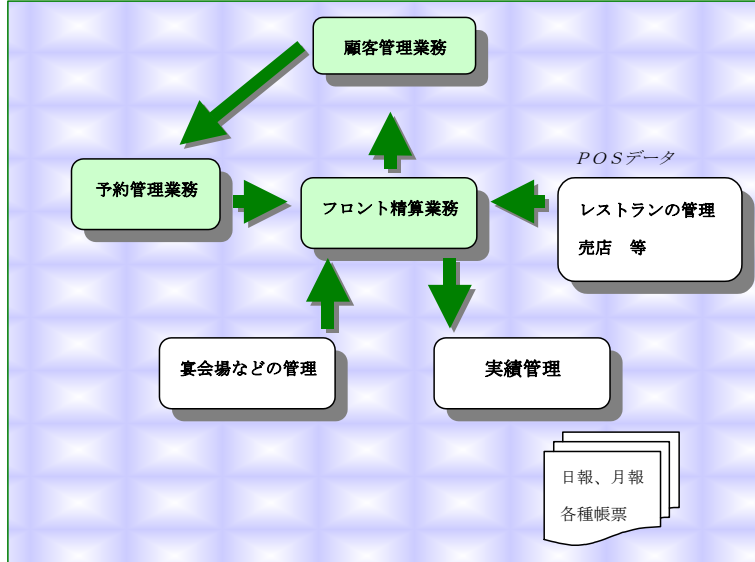 顧客管理業務
POSデータ
予約管理業務
フロント精算業務
レストランの管理
売店　等
宴会場などの管理
実績管理
日報、月報
各種帳票